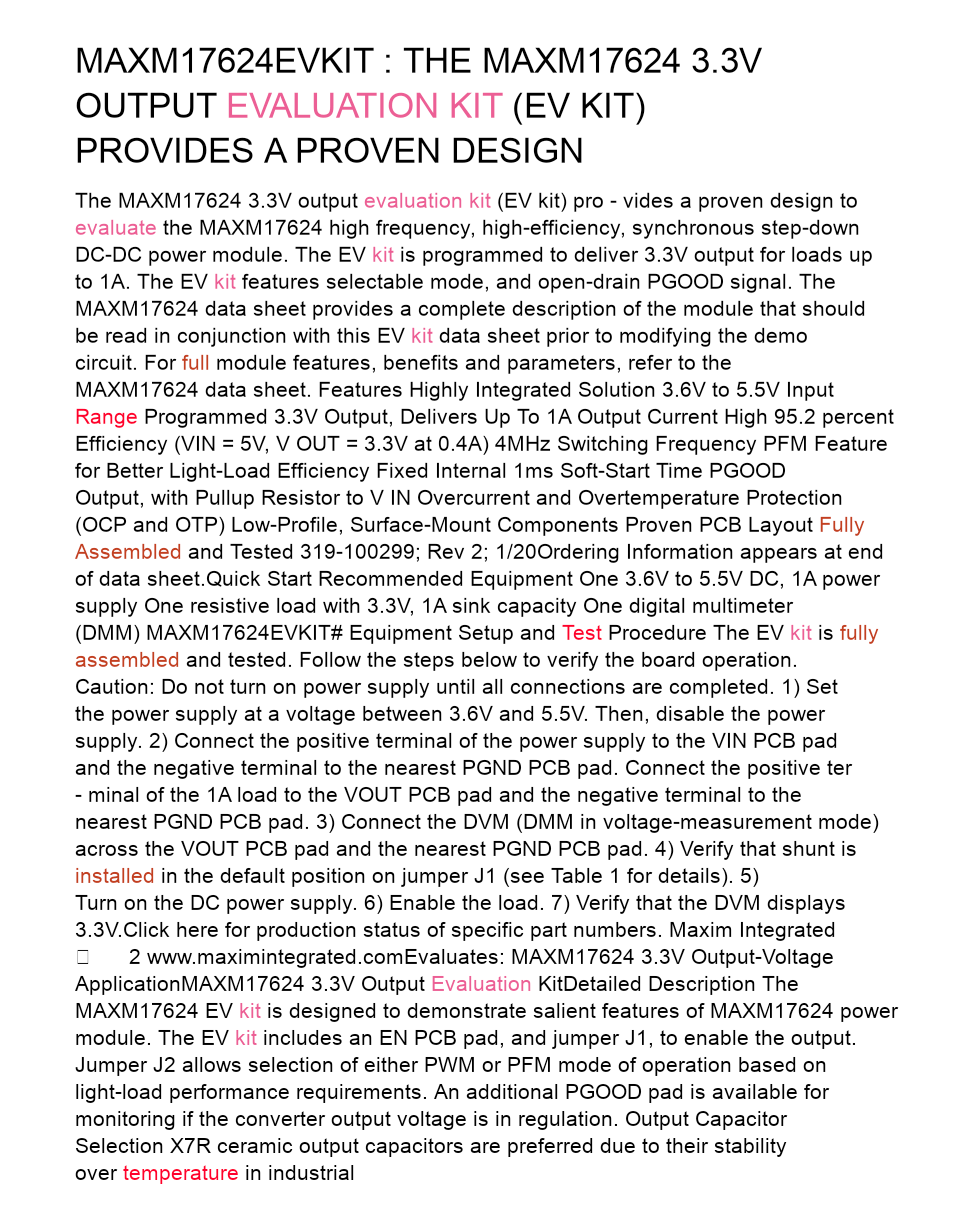 MAXM17624EVKIT : THE MAXM17624 3.3V
OUTPUT EVALUATION KIT (EV KIT)
PROVIDES A PROVEN DESIGN
The MAXM17624 3.3V output evaluation kit (EV kit) pro - vides a proven design to
evaluate the MAXM17624 high frequency, high-efficiency, synchronous step-down
DC-DC power module. The EV kit is programmed to deliver 3.3V output for loads up
to 1A. The EV kit features selectable mode, and open-drain PGOOD signal. The
MAXM17624 data sheet provides a complete description of the module that should
be read in conjunction with this EV kit data sheet prior to modifying the demo
circuit. For full module features, benefits and parameters, refer to the
MAXM17624 data sheet. Features Highly Integrated Solution 3.6V to 5.5V Input
Range Programmed 3.3V Output, Delivers Up To 1A Output Current High 95.2 percent
Efficiency (VIN = 5V, V OUT = 3.3V at 0.4A) 4MHz Switching Frequency PFM Feature
for Better Light-Load Efficiency Fixed Internal 1ms Soft-Start Time PGOOD
Output, with Pullup Resistor to V IN Overcurrent and Overtemperature Protection
(OCP and OTP) Low-Profile, Surface-Mount Components Proven PCB Layout Fully
Assembled and Tested 319-100299; Rev 2; 1/20Ordering Information appears at end
of data sheet.Quick Start Recommended Equipment One 3.6V to 5.5V DC, 1A power
supply One resistive load with 3.3V, 1A sink capacity One digital multimeter
(DMM) MAXM17624EVKIT# Equipment Setup and Test Procedure The EV kit is fully
assembled and tested. Follow the steps below to verify the board operation.
Caution: Do not turn on power supply until all connections are completed. 1) Set
the power supply at a voltage between 3.6V and 5.5V. Then, disable the power
supply. 2) Connect the positive terminal of the power supply to the VIN PCB pad
and the negative terminal to the nearest PGND PCB pad. Connect the positive ter
- minal of the 1A load to the VOUT PCB pad and the negative terminal to the
nearest PGND PCB pad. 3) Connect the DVM (DMM in voltage-measurement mode)
across the VOUT PCB pad and the nearest PGND PCB pad. 4) Verify that shunt is
installed in the default position on jumper J1 (see Table 1 for details). 5)
Turn on the DC power supply. 6) Enable the load. 7) Verify that the DVM displays
3.3V.Click here for production status of specific part numbers. Maxim Integrated
2 www.maximintegrated.comEvaluates: MAXM17624 3.3V Output-Voltage
ApplicationMAXM17624 3.3V Output Evaluation KitDetailed Description The
MAXM17624 EV kit is designed to demonstrate salient features of MAXM17624 power
module. The EV kit includes an EN PCB pad, and jumper J1, to enable the output.
Jumper J2 allows selection of either PWM or PFM mode of operation based on
light-load performance requirements. An additional PGOOD pad is available for
monitoring if the converter output voltage is in regulation. Output Capacitor
Selection X7R ceramic output capacitors are preferred due to their stability
over temperature in industrial